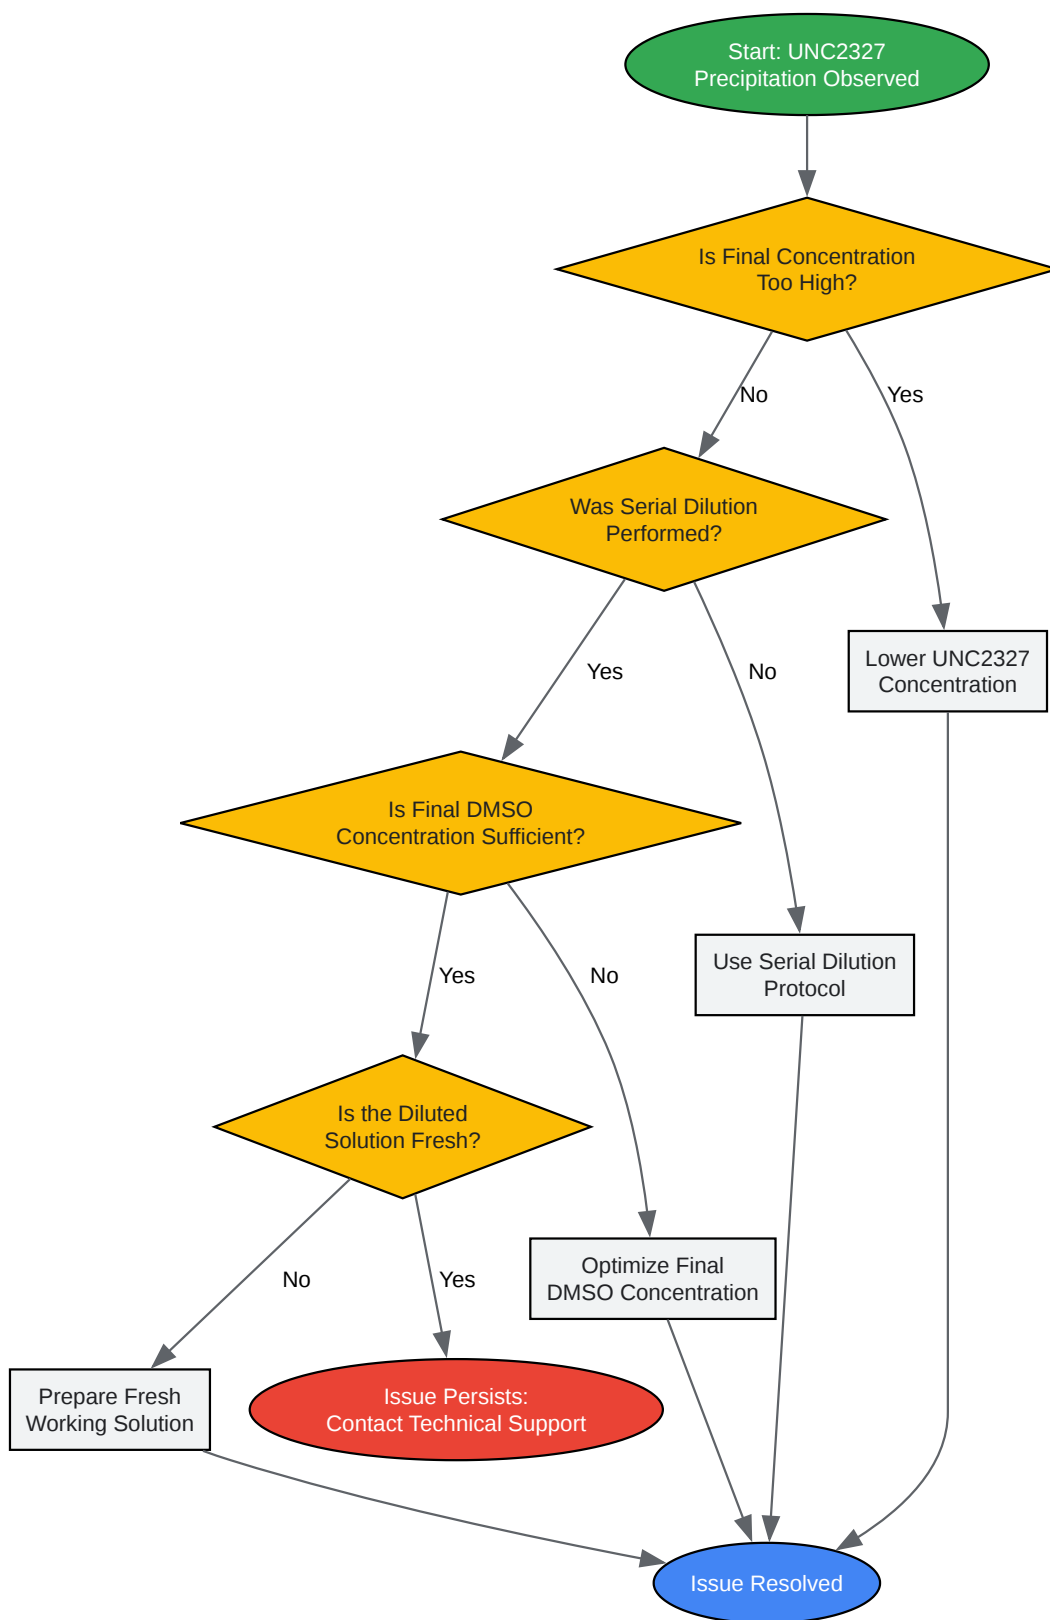 Start: UNC2327
Precipitation Observed
Is Final Concentration
Too High?
No
Yes
Was Serial Dilution
Performed?
Yes
No
Lower UNC2327
Concentration
Is Final DMSO
Concentration Sufficient?
Yes
No
Use Serial Dilution
Protocol
Is the Diluted
Solution Fresh?
No
Yes
Optimize Final
DMSO Concentration
Prepare Fresh
Working Solution
Issue Persists:
Contact Technical Support
Issue Resolved